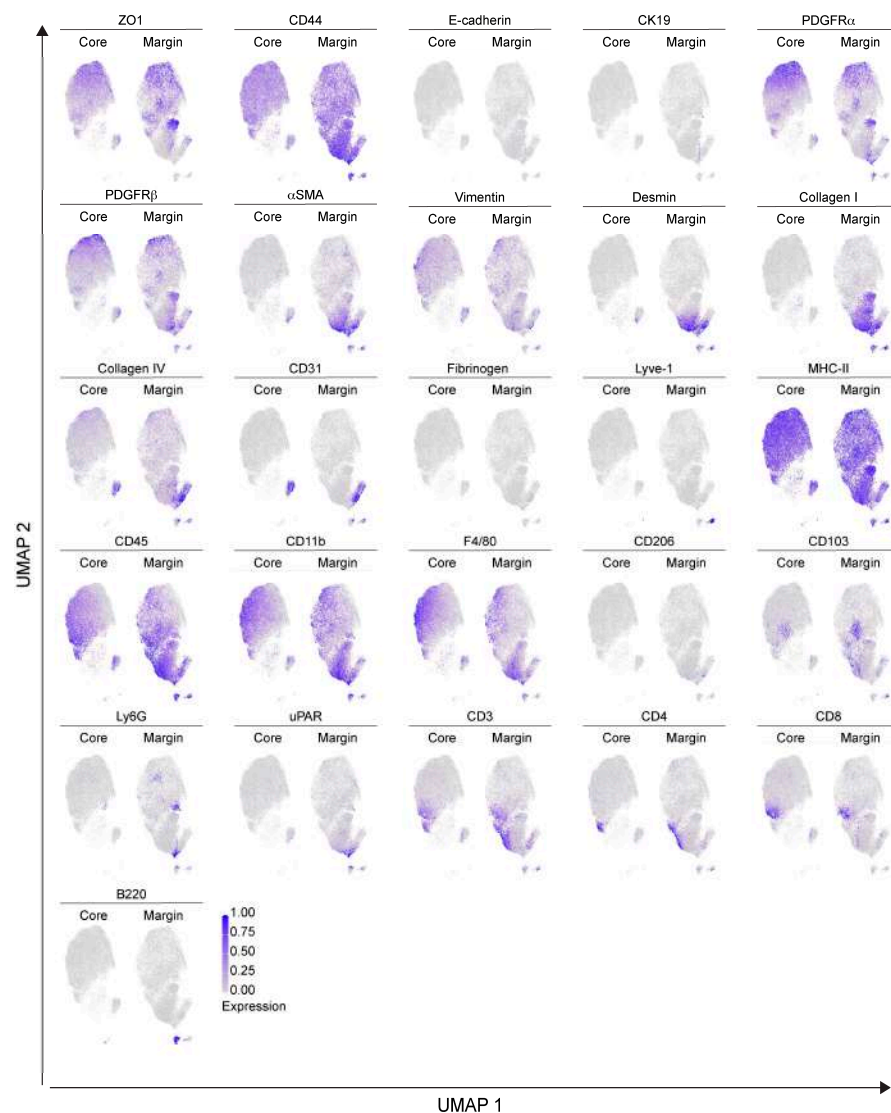 ZO1 CD44 E-cadherin CK19 PDGFRα
Core Margin Core Margin Core Margin Core Margin Core Margin
PDGFRβ αSMA Vimentin Desmin Collagen I
Core Margin Core Margin Core Margin Core Margin Core Margin
Collagen IV CD31 Fibrinogen Lyve-1 MHC-II
Core Margin Core Margin Core Margin Core Margin Core Margin
CD45 CD11b F4/80 CD206 CD103
Core Margin Core Margin Core Margin Core Margin Core Margin
Ly6G uPAR CD3 CD4 CD8
Core Margin Core Margin Core Margin Core Margin Core Margin
B220
Core Margin
1.00
0.75
0.50
0.25
0.00
Expression
UMAP 2
UMAP 1